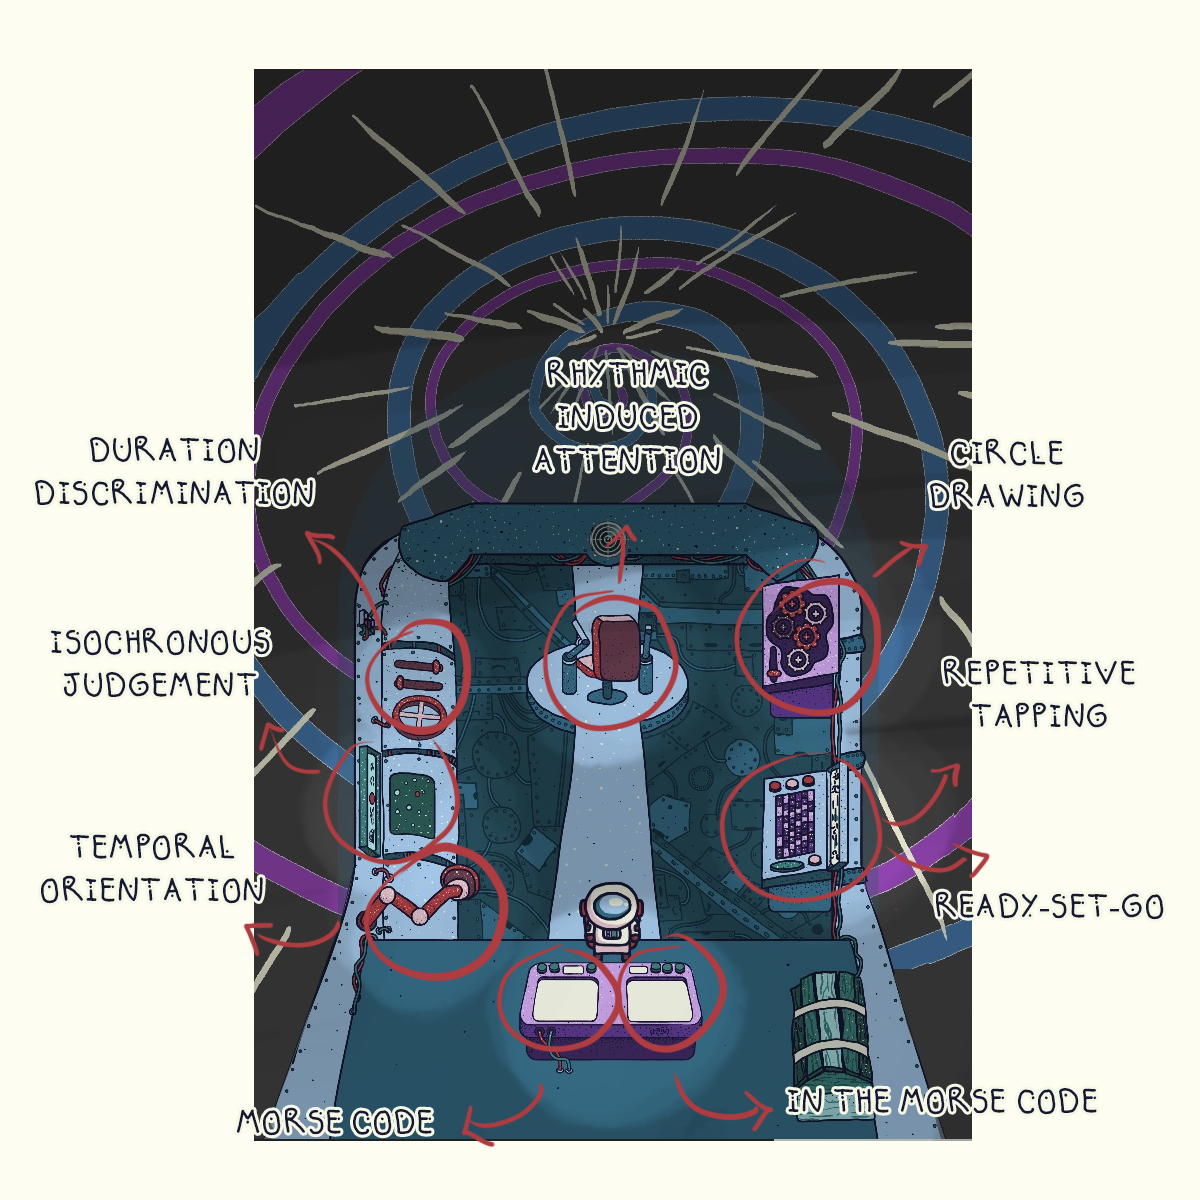 RHYTHMIC
INDUCED
ATTENTION
DURATION
DISCRIMINATION
CIRCLE
DRAWING
ISOCHRONOUS
JUDGEMENT
REPETITIVE
TAPPING
TEMPORAL
ORIENTATION
READY-SET-GO
MORSE CODE
IN THE MORSE CODE